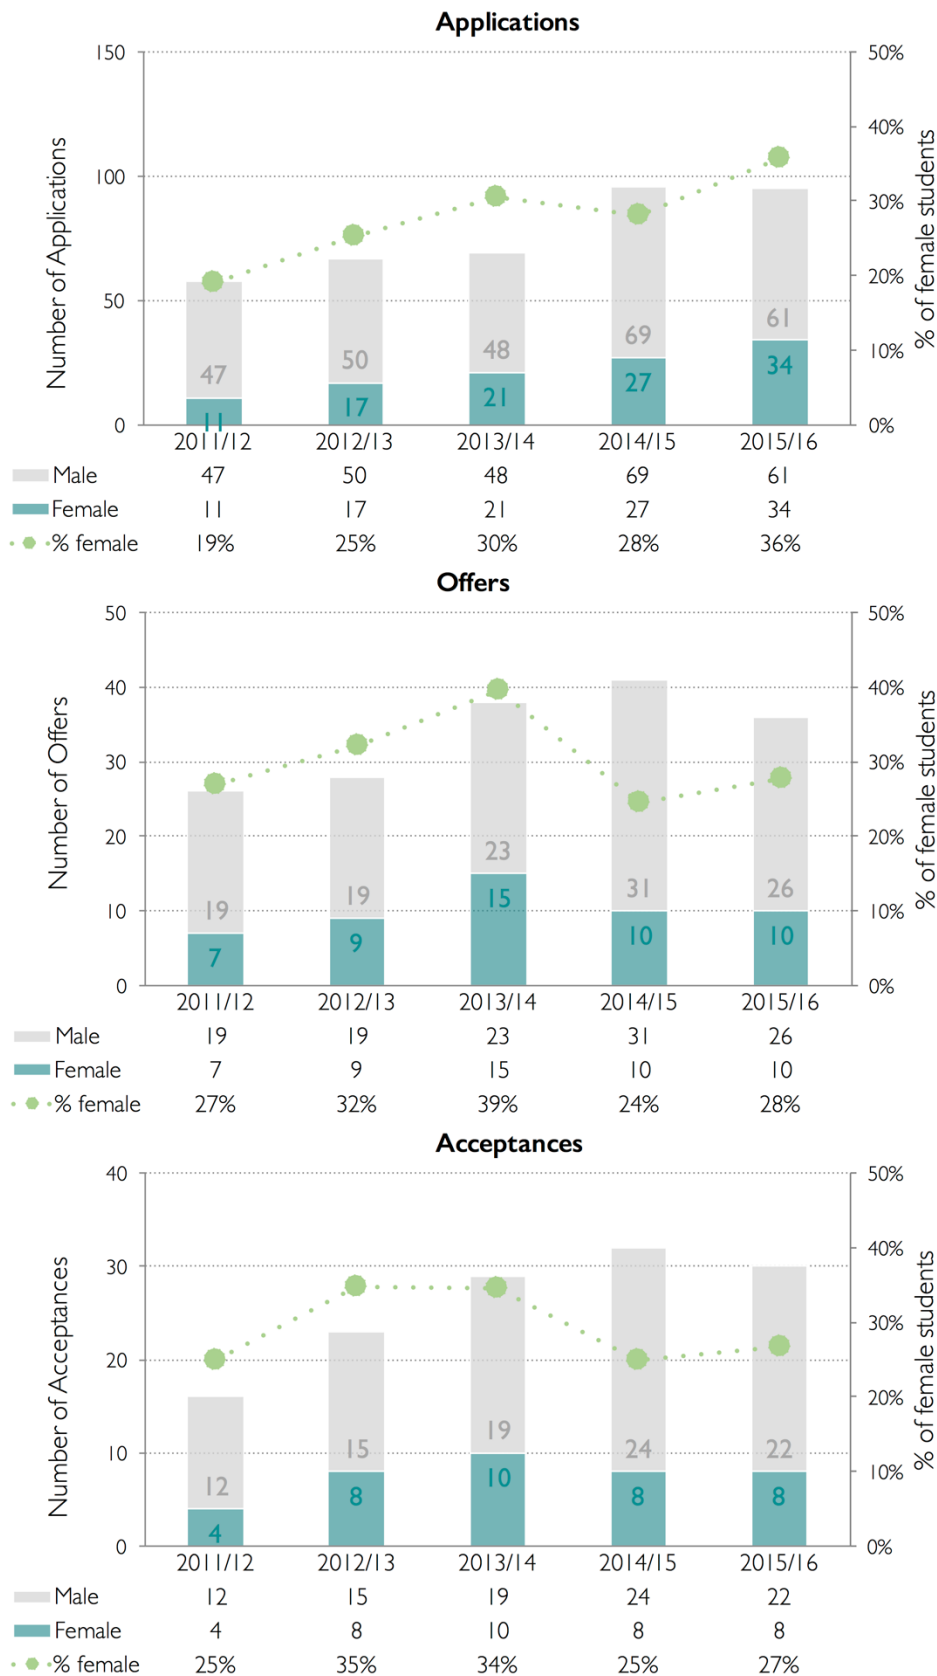 Applications
150 50%
40%
100
30%
20%
50
10%
0 0%
Number of Applications
% of female students
47 50 48 69 61
11 17 21 27 34
2011/12 2012/13 2013/14 2014/15 2015/16
Male 47 50 48 69 61
Female 11 17 21 27 34
% female 19% 25% 30% 28% 36%
Offers
50 50%
40 40%
30 30%
20 20%
10 10%
0 0%
Number of Offers
% of female students
19 19 23 31 26
7 9 15 10 10
2011/12 2012/13 2013/14 2014/15 2015/16
Male 19 19 23 31 26
Female 7 9 15 10 10
% female 27% 32% 39% 24% 28%
Acceptances
40 50%
40%
30
30%
20
20%
10
10%
0 0%
Number of Acceptances
% of female students
12 15 19 24 22
4 8 10 8 8
2011/12 2012/13 2013/14 2014/15 2015/16
Male 12 15 19 24 22
Female 4 8 10 8 8
% female 25% 35% 34% 25% 27%